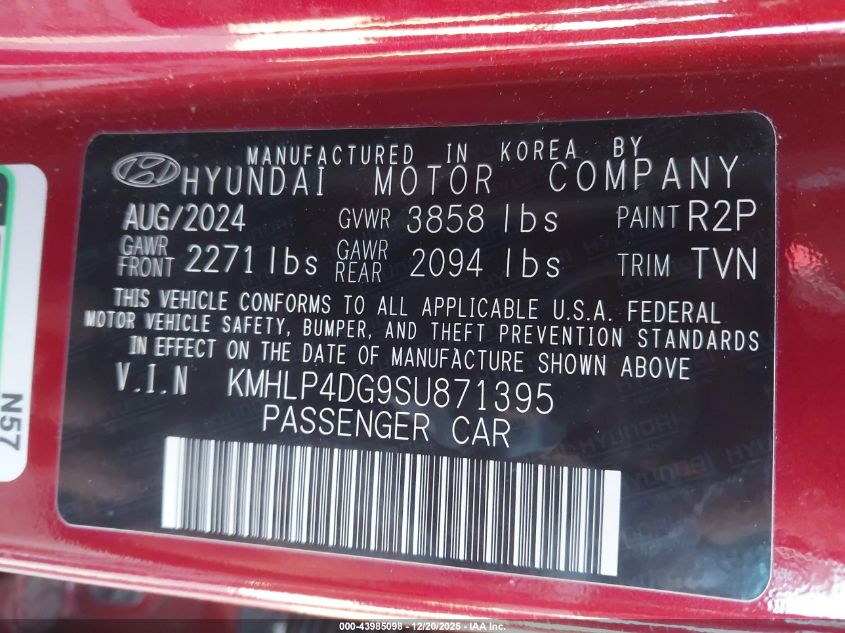 MANUFACTURED IN KOREA BY
HYUNDAI MOTOR COMPANY
AUG/2024 GVWR 3858 lbs PAINT R2P
GAWR FRONT 2271 lbs GAWR REAR 2094 lbs TRIM TVN
THIS VEHICLE CONFORMS TO ALL APPLICABLE U.S.A. FEDERAL
MOTOR VEHICLE SAFETY, BUMPER, AND THEFT PREVENTION STANDARDS
IN EFFECT ON THE DATE OF MANUFACTURE SHOWN ABOVE
V.I.N KMHLP4DG9SU871395
PASSENGER CAR
N57
000-43985098 - 12/20/2025 - IAA, Inc.